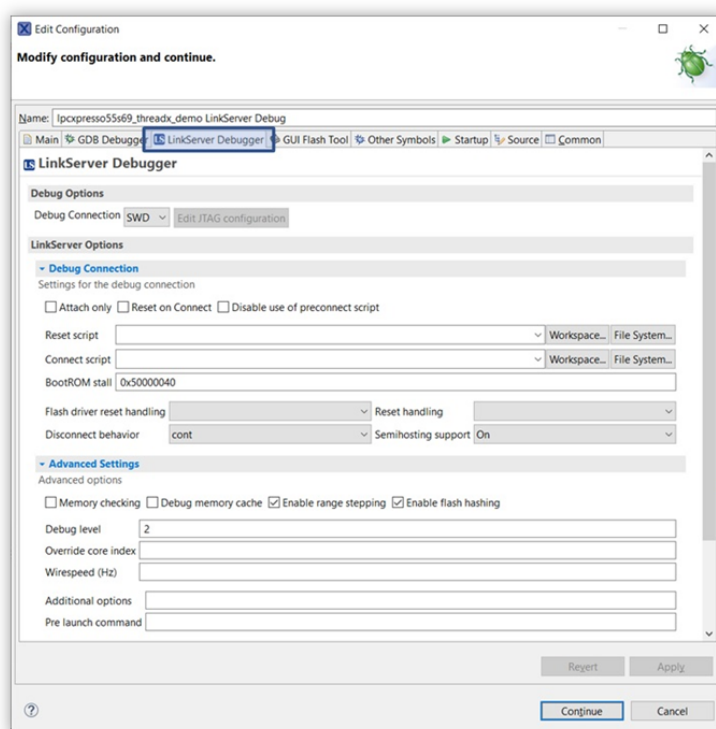 Edit Configuration
Modify configuration and continue.
Name: lpcxpresso55s69_threadx_demo LinkServer Debug
Main GDB Debugger LS LinkServer Debugger GUI Flash Tool Other Symbols Startup Source Common
LS LinkServer Debugger
Debug Options
Debug Connection SWD Edit JTAG configuration
LinkServer Options
Debug Connection
Settings for the debug connection
Attach only Reset on Connect Disable use of preconnect script
Reset script Workspace... File System...
Connect script Workspace... File System...
BootROM stall 0x50000040
Flash driver reset handling Reset handling
Disconnect behavior cont Semihosting support On
Advanced Settings
Advanced options
Memory checking Debug memory cache Enable range stepping Enable flash hashing
Debug level 2
Override core index
Wirespeed (Hz)
Additional options
Pre launch command
Revert Apply
? Continue Cancel